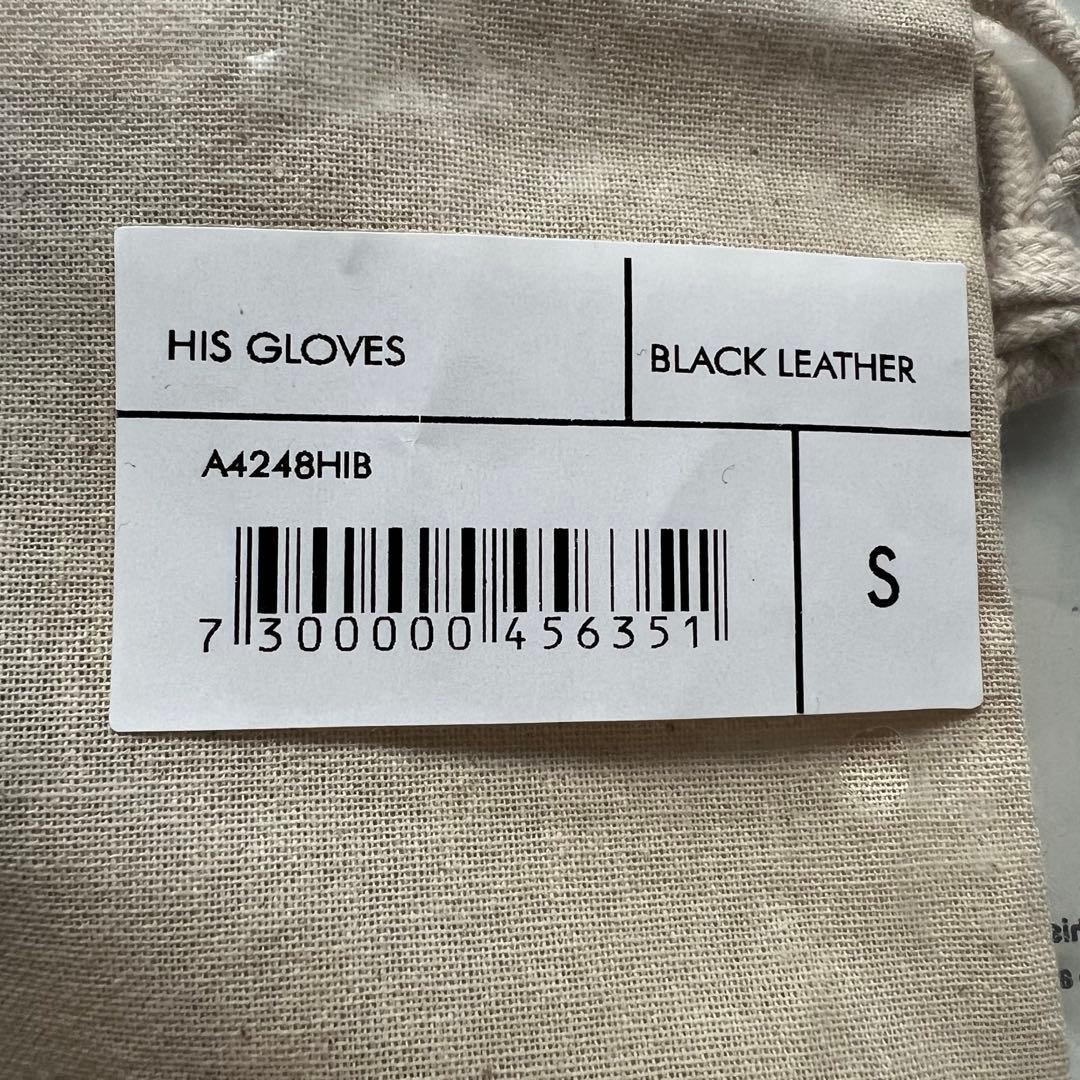 HIS GLOVES
BLACK LEATHER
A4248HIB
S
7 300000 456351